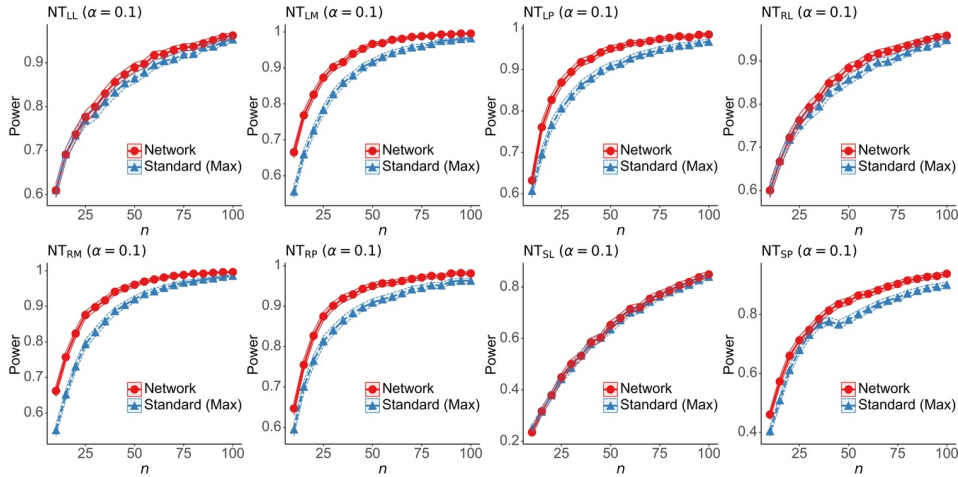 NT_LL (α = 0.1)
Power
0.9
0.8
0.7
0.6
25 50 75 100
n
Network
Standard (Max)
NT_LM (α = 0.1)
Power
1
0.9
0.8
0.7
0.6
25 50 75 100
n
Network
Standard (Max)
NT_LP (α = 0.1)
Power
1
0.9
0.8
0.7
0.6
25 50 75 100
n
Network
Standard (Max)
NT_RL (α = 0.1)
Power
0.9
0.8
0.7
0.6
25 50 75 100
n
Network
Standard (Max)
NT_RM (α = 0.1)
Power
1
0.9
0.8
0.7
0.6
25 50 75 100
n
Network
Standard (Max)
NT_RP (α = 0.1)
Power
1
0.9
0.8
0.7
0.6
25 50 75 100
n
Network
Standard (Max)
NT_SL (α = 0.1)
Power
0.8
0.6
0.4
0.2
25 50 75 100
n
Network
Standard (Max)
NT_SP (α = 0.1)
Power
0.8
0.6
0.4
25 50 75 100
n
Network
Standard (Max)